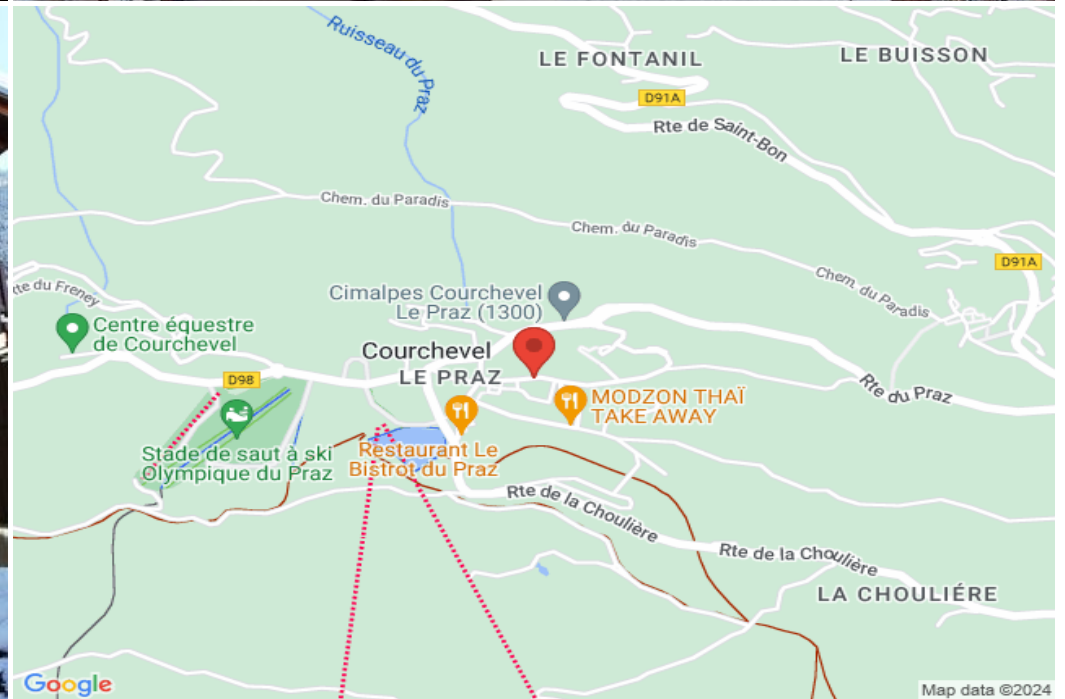 Ruisseau du Praz
LE FONTANIL
LE BUISSON
D91A
Rte de Saint-Bon
Chem. du Paradis
Chem. du Paradis
D91A
Chem. du Paradis
te du Freney
Cimalpes Courchevel
Le Praz (1300)
Centre équestre
de Courchevel
Courchevel
LE PRAZ
D98
Rte du Praz
MODZON THAÏ
TAKE AWAY
Stade de saut à ski
Olympique du Praz
Restaurant Le
Bistrot du Praz
Rte de la Choulière
Rte de la Choulière
LA CHOULIÉRE
Google
Map data ©2024